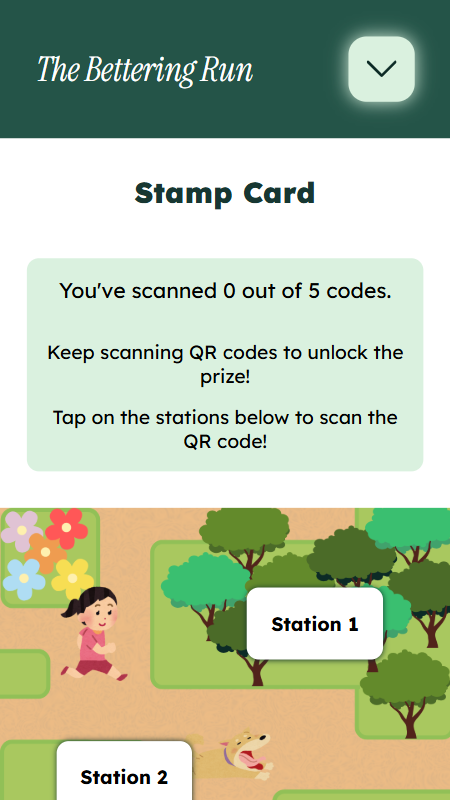 The Bettering Run
Stamp Card
You've scanned 0 out of 5 codes.
Keep scanning QR codes to unlock the
prize!
Tap on the stations below to scan the
QR code!
Station 1
Station 2